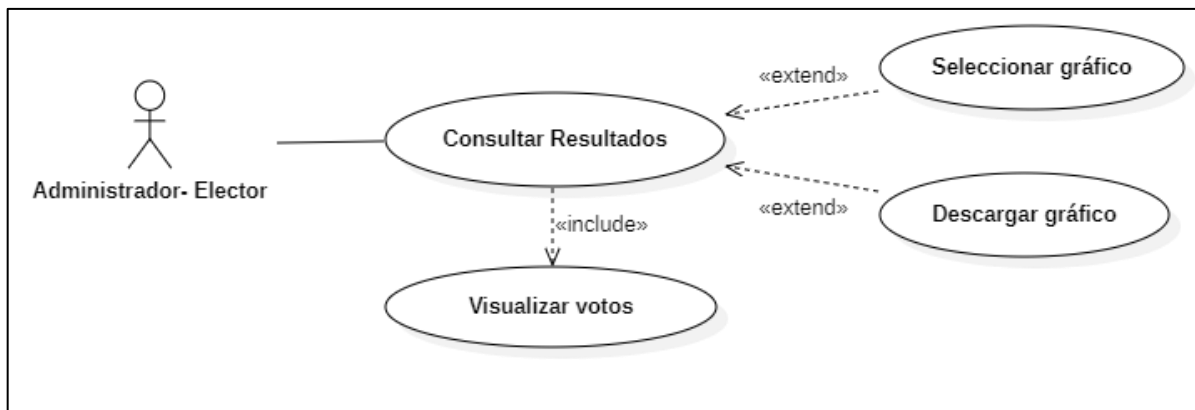 Seleccionar gráfico
«extend»
Consultar Resultados
Administrador- Elector
«extend»
Descargar gráfico
«include»
Visualizar votos